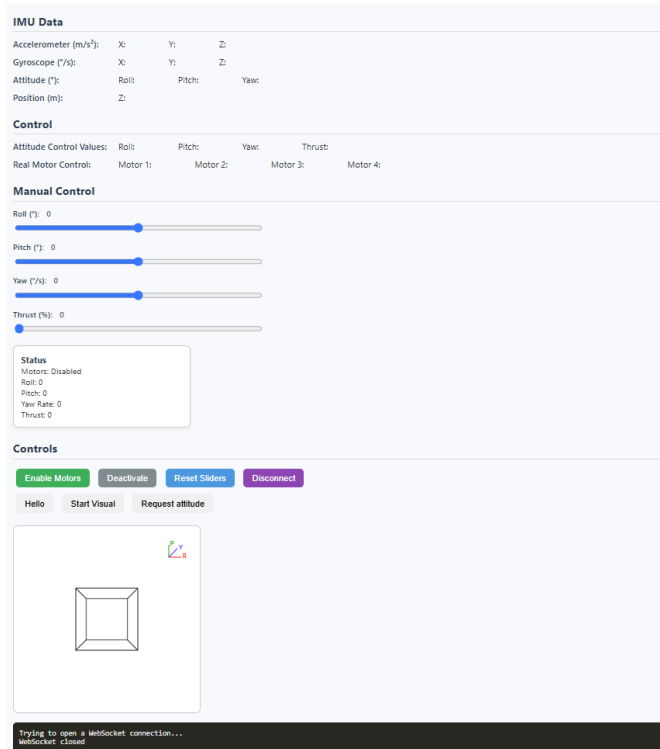 IMU Data
Accelerometer (m/s²): X: Y: Z:
Gyroscope (°/s): X: Y: Z:
Attitude (°): Roll: Pitch: Yaw:
Position (m): Z:
Control
Attitude Control Values: Roll: Pitch: Yaw: Thrust:
Real Motor Control: Motor 1: Motor 2: Motor 3: Motor 4:
Manual Control
Roll (°): 0
Pitch (°): 0
Yaw (°/s): 0
Thrust (%): 0
Status
Motors: Disabled
Roll: 0
Pitch: 0
Yaw Rate: 0
Thrust: 0
Controls
Enable Motors Deactivate Reset Sliders Disconnect
Hello Start Visual Request attitude
P
Y
R
Trying to open a WebSocket connection...
WebSocket closed